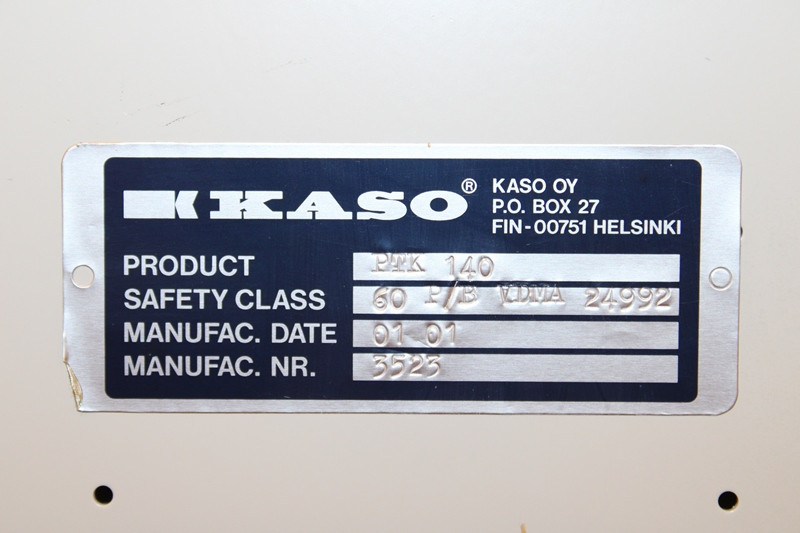 KASO® KASO OY
P.O. BOX 27
FIN-00751 HELSINKI
PRODUCT PTK 140
SAFETY CLASS 60 P/B VDMA 24992
MANUFAC. DATE 01 01
MANUFAC. NR. 3523